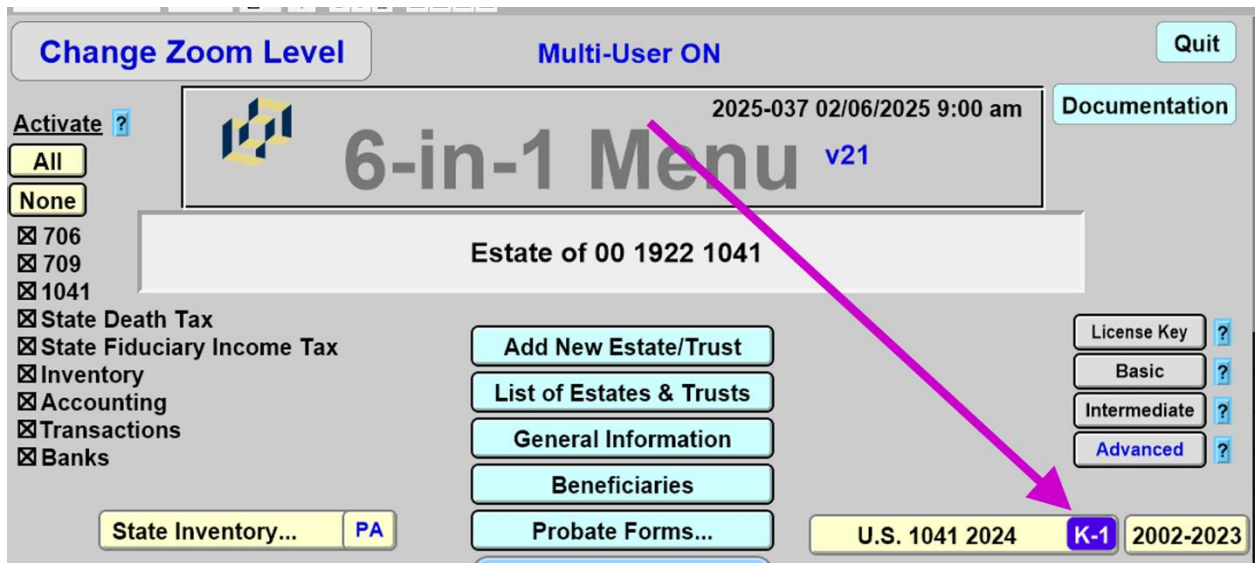 Change Zoom Level
Multi-User ON
Quit
Activate ?
2025-037 02/06/2025 9:00 am
Documentation
6-in-1 Menu v21
All
None
Estate of 00 1922 1041
706
709
1041
State Death Tax
State Fiduciary Income Tax
Inventory
Accounting
Transactions
Banks
Add New Estate/Trust
List of Estates & Trusts
General Information
Beneficiaries
Probate Forms...
License Key ?
Basic ?
Intermediate ?
Advanced ?
State Inventory... PA
U.S. 1041 2024 K-1 2002-2023